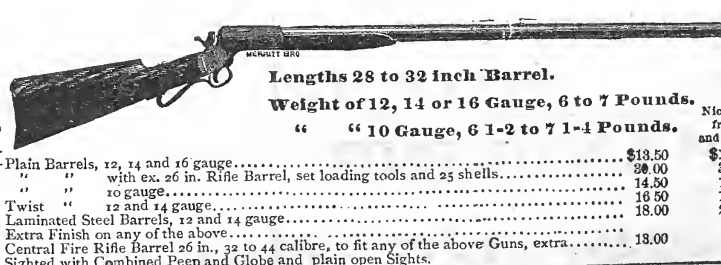 MERRITT BRO
Lengths 28 to 32 Inch Barrel.
Weight of 12, 14 or 16 Gauge, 6 to 7 Pounds.
“ “ 10 Gauge, 6 1-2 to 7 1-4 Pounds.
Nic
fr
and
Plain Barrels, 12, 14 and 16 gauge........ $13.50
“ “ with ex. 26 in. Rifle Barrel, set loading tools and 25 shells........ 30.00
“ “ 10 gauge........ 14.50
Twist “ 12 and 14 gauge........ 16 50
Laminated Steel Barrels, 12 and 14 gauge........ 18.00
Extra Finish on any of the above........
Central Fire Rifle Barrel 26 in., 32 to 44 calibre, to fit any of the above Guns, extra........ 13.00
Sighted with Combined Peep and Globe and plain open Sights.